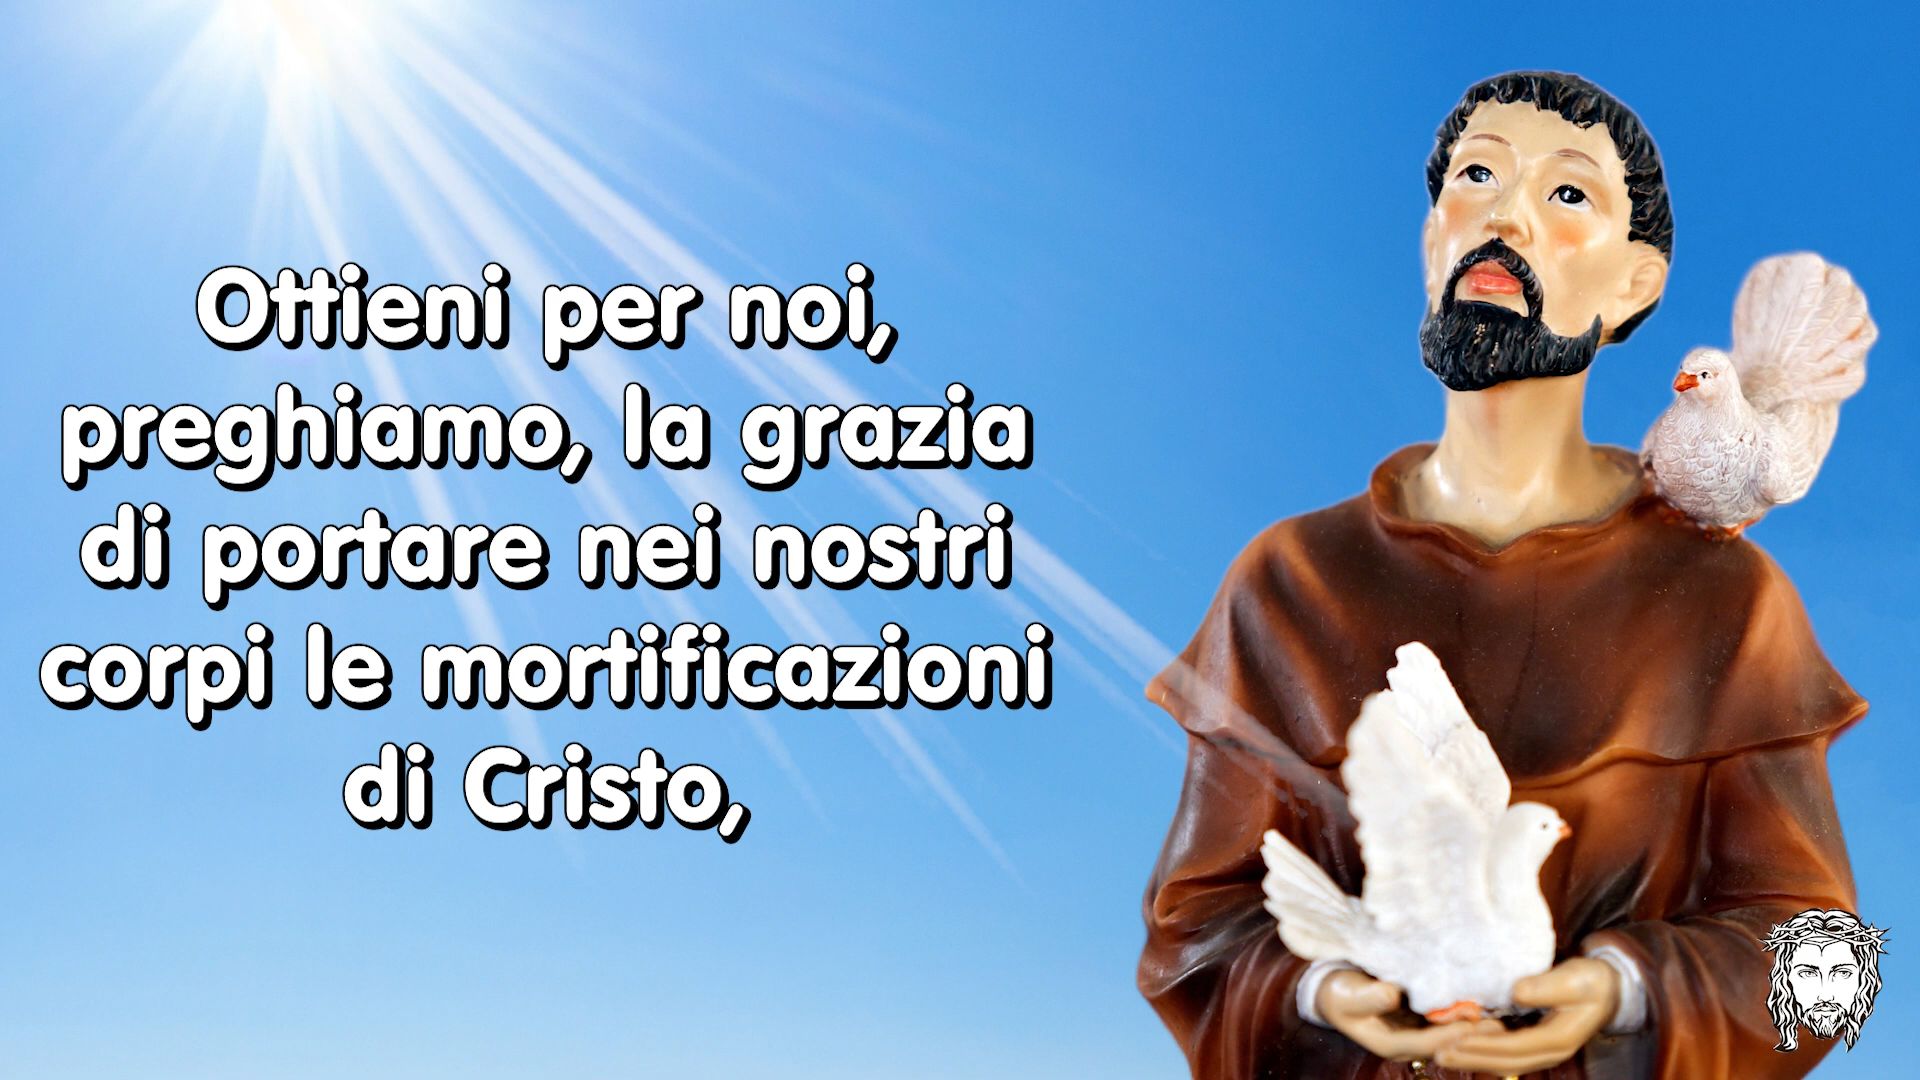 Ottieni per noi,
preghiamo, la grazia
di portare nei nostri
corpi le mortificazioni
di Cristo,